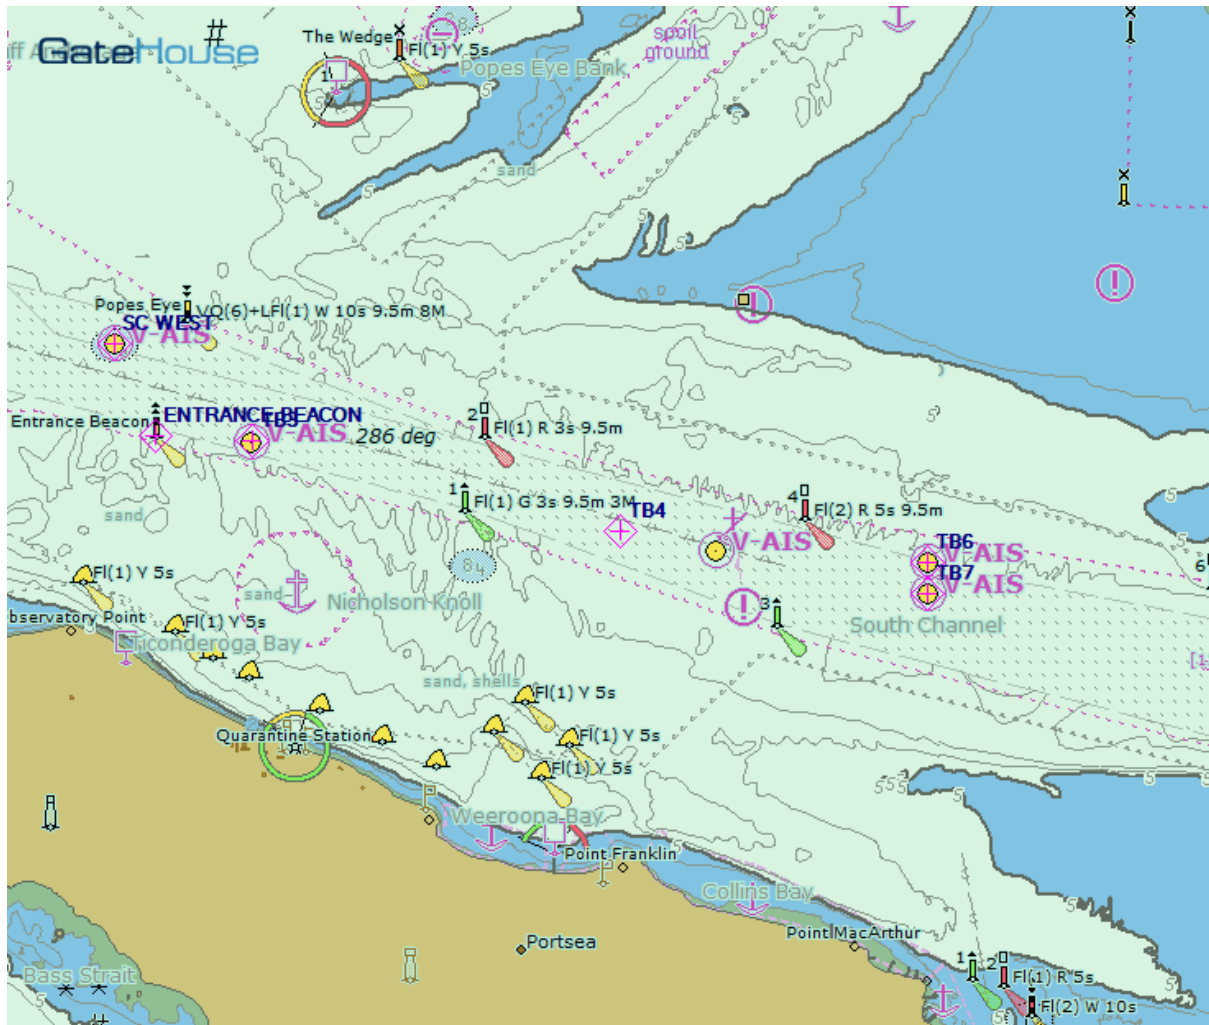 GateHouse
The Wedge
Fl(1) Y 5s
Popes Eye Bank
spoil
ground
sand
Popes Eye
VQ(6)+LFl(1) W 10s 9.5m 8M
SC WEST
V-AIS
Entrance Beacon
ENTRANCE BEACON
V-AIS
286 deg
2
Fl(1) R 3s 9.5m
1
Fl(1) G 3s 9.5m 3M
TB4
4
Fl(2) R 5s 9.5m
V-AIS
TB6
V-AIS
TB7
V-AIS
6
3
South Channel
sand
84
Fl(1) Y 5s
sand
Nicholson Knoll
Fl(1) Y 5s
Ticonderoga Bay
sand, shells
Fl(1) Y 5s
Fl(1) Y 5s
Fl(1) Y 5s
Quarantine Station
Weeroona Bay
Point Franklin
Collins Bay
Point MacArthur
Portsea
Bass Strait
1
2
Fl(1) R 5s
Fl(2) W 10s